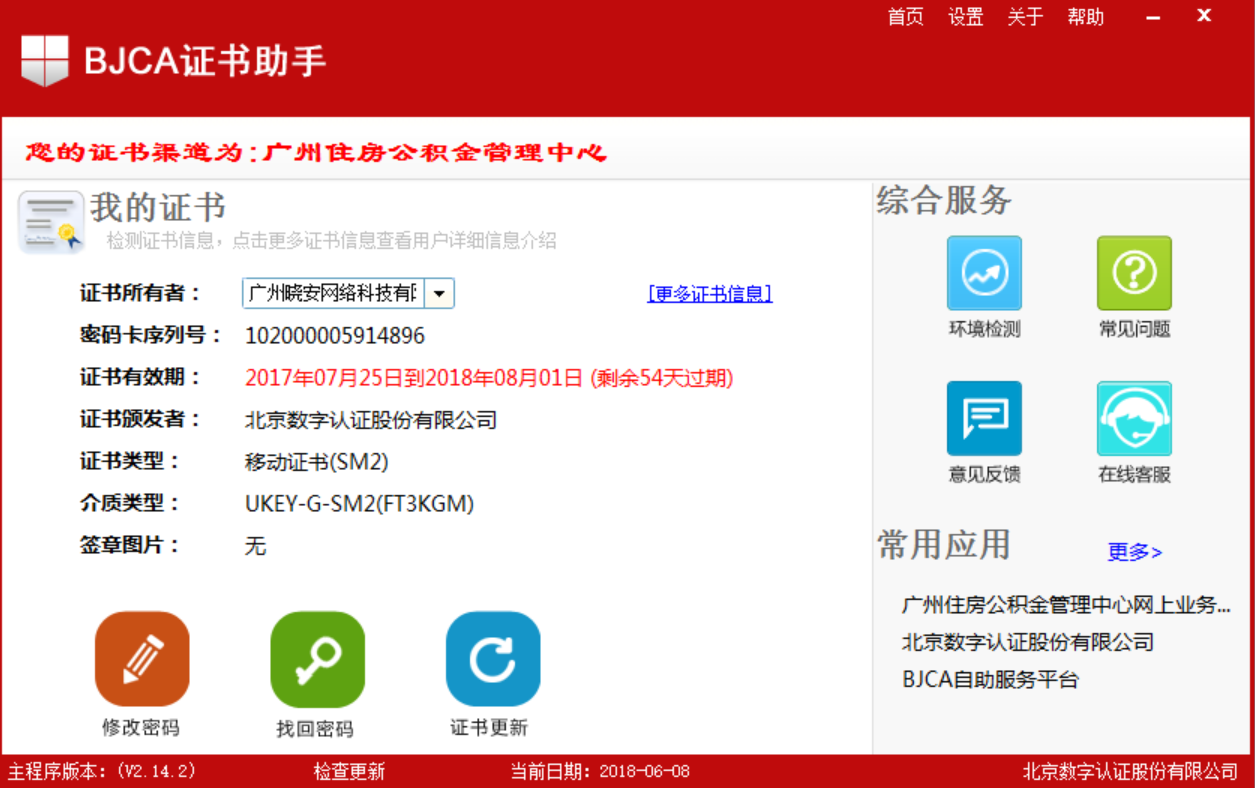 首页 设置 关于 帮助
BJCA证书助手
您的证书渠道为:广州住房公积金管理中心
我的证书
检测证书信息，点击更多证书信息查看用户详细信息介绍
证书所有者： 广州晓安网络科技有 [更多证书信息]
密码卡序列号： 102000005914896
证书有效期： 2017年07月25日到2018年08月01日 (剩余54天过期)
证书颁发者： 北京数字认证股份有限公司
证书类型： 移动证书(SM2)
介质类型： UKEY-G-SM2(FT3KGM)
签章图片： 无
修改密码 找回密码 证书更新
综合服务
环境检测 常见问题
意见反馈 在线客服
常用应用 更多>
广州住房公积金管理中心网上业务...
北京数字认证股份有限公司
BJCA自助服务平台
主程序版本：(V2.14.2) 检查更新 当前日期：2018-06-08 北京数字认证股份有限公司